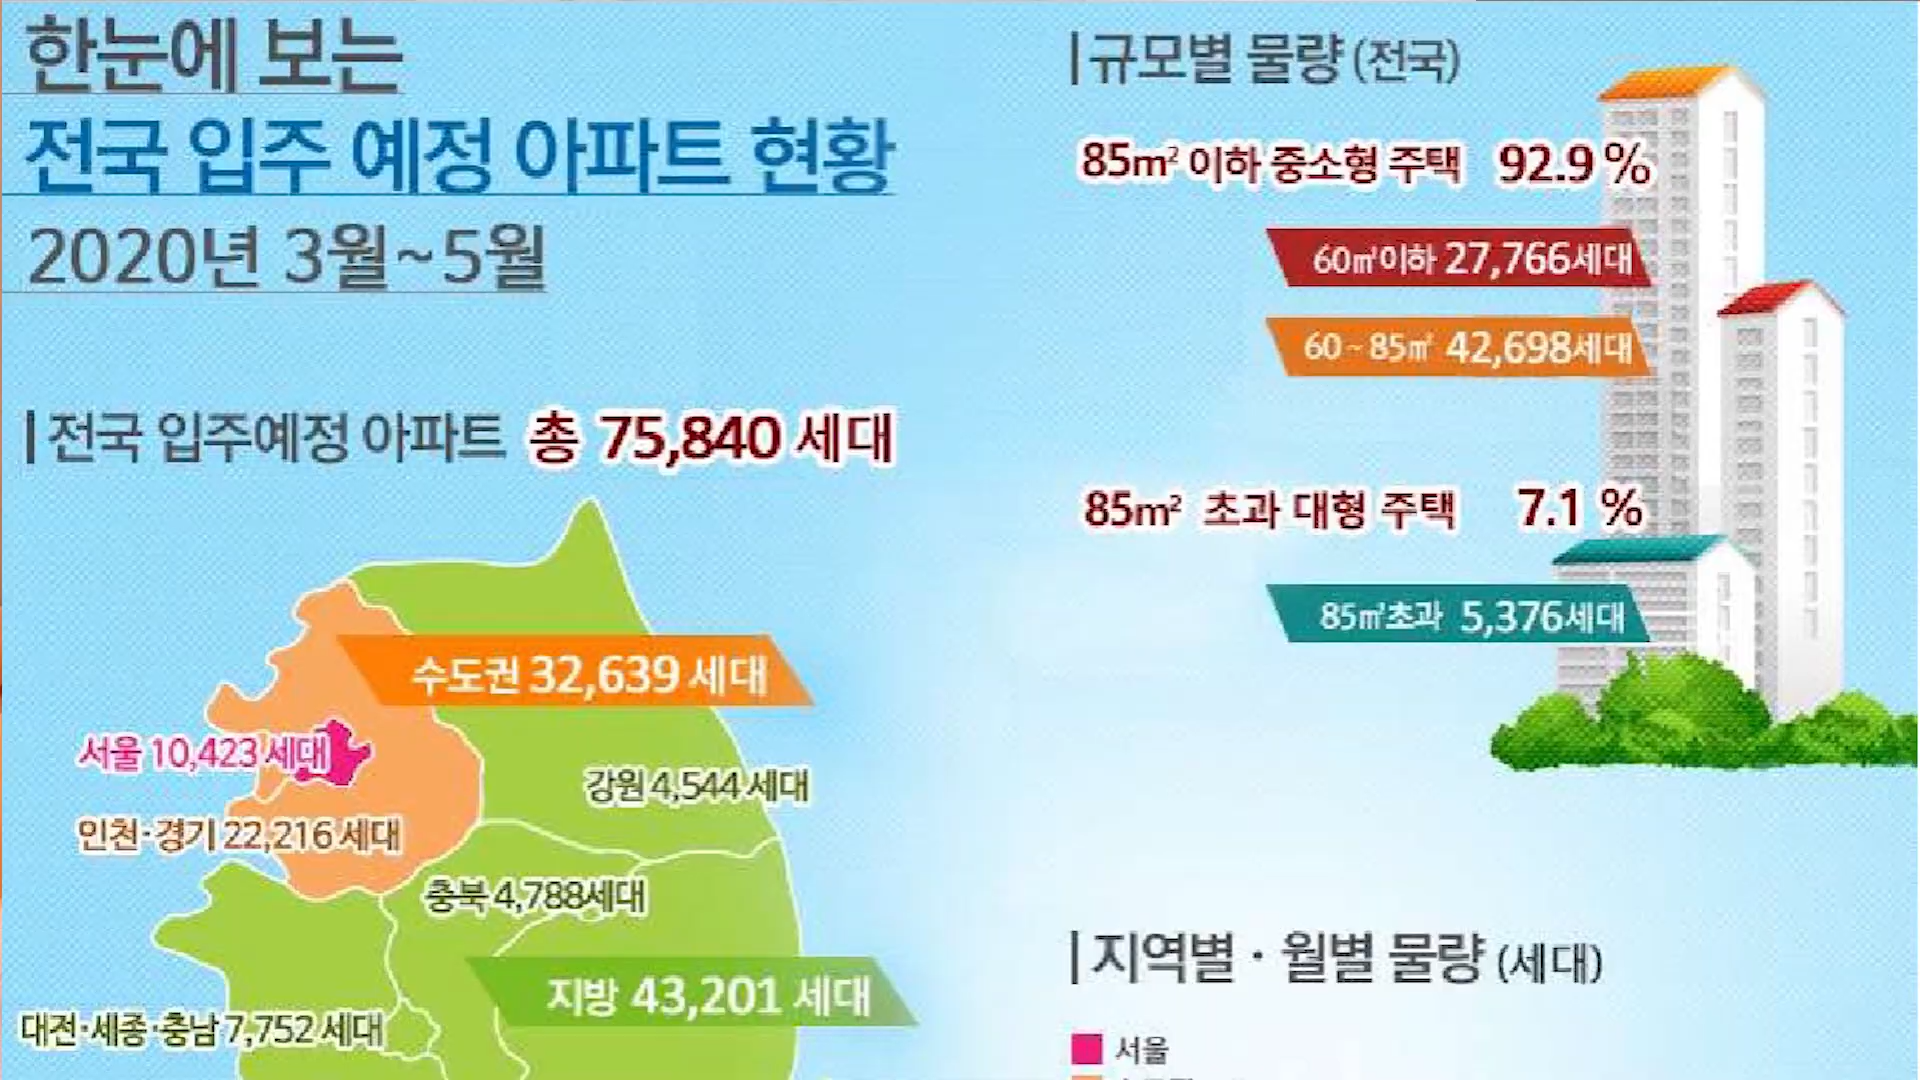 한눈에 보는
전국 입주 예정 아파트 현황
2020년 3월~5월
전국 입주예정 아파트 총 75,840 세대
수도권 32,639 세대
서울 10,423 세대
강원 4,544 세대
인천·경기 22,216 세대
충북 4,788세대
지방 43,201 세대
대전·세종·충남 7,752 세대
규모별 물량 (전국)
85m² 이하 중소형 주택 92.9 %
60㎡이하 27,766세대
60~85㎡ 42,698세대
85m² 초과 대형 주택 7.1 %
85㎡초과 5,376세대
지역별 · 월별 물량 (세대)
서울